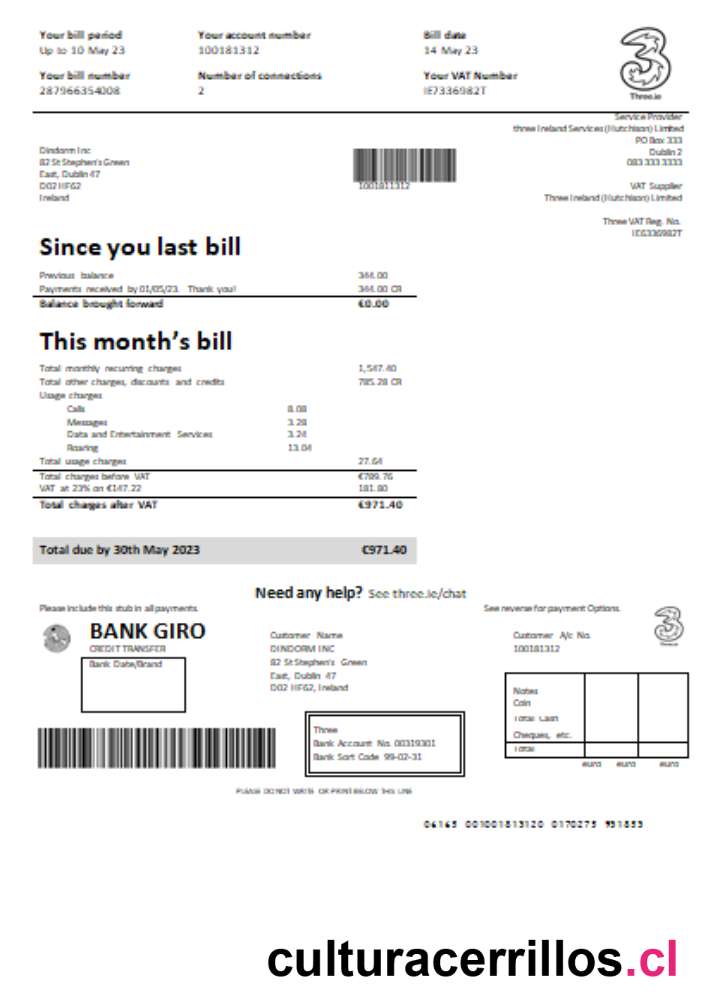 Your bill period
Up to 10 May 23
Your account number
100181312
Bill date
14 May 23
Your bill number
287966354008
Number of connections
2
Your VAT Number
IE7336982T
Three.ie
Service Provider
three Ireland Services (Hutchison) Limited
PO Box 333
Dublin 2
083 333 3333
VAT Supplier
Three Ireland (Hutchison) Limited
Three VAT Reg. No.
IE6336982T
Dindorm Inc
82 St Stephen's Green
East, Dublin 47
D02 HF62
Ireland
1001811312
Since you last bill
Previous balance 344.00
Payments received by 01/05/23. Thank you! 344.00 CR
Balance brought forward €0.00
This month's bill
Total monthly recurring charges 1,547.40
Total other charges, discounts and credits 785.28 CR
Usage charges
Calls 8.08
Messages 3.28
Data and Entertainment Services 3.24
Roaring 13.04
Total usage charges 27.64
Total charges before VAT €789.76
VAT at 23% on €147.22 181.80
Total charges after VAT €971.40
Total due by 30th May 2023 €971.40
Need any help? See three.ie/chat
Please include this stub in all payments.
See reverse for payment Options.
BANK GIRO
CREDIT TRANSFER
Bank Date/Brand
Customer Name
DINDORM INC
82 St Stephen's Green
East, Dublin 47
D02 HF62, Ireland
Customer A/c No.
100181312
Three
Bank Account No. 00319301
Bank Sort Code 99-02-31
Notes
Coin
Total Cash
Cheques, etc.
Total
euro euro euro
PLEASE DO NOT WRITE OR PRINT BELOW THIS LINE
06165 001001813120 0170275 931853
culturacerrillos.cl